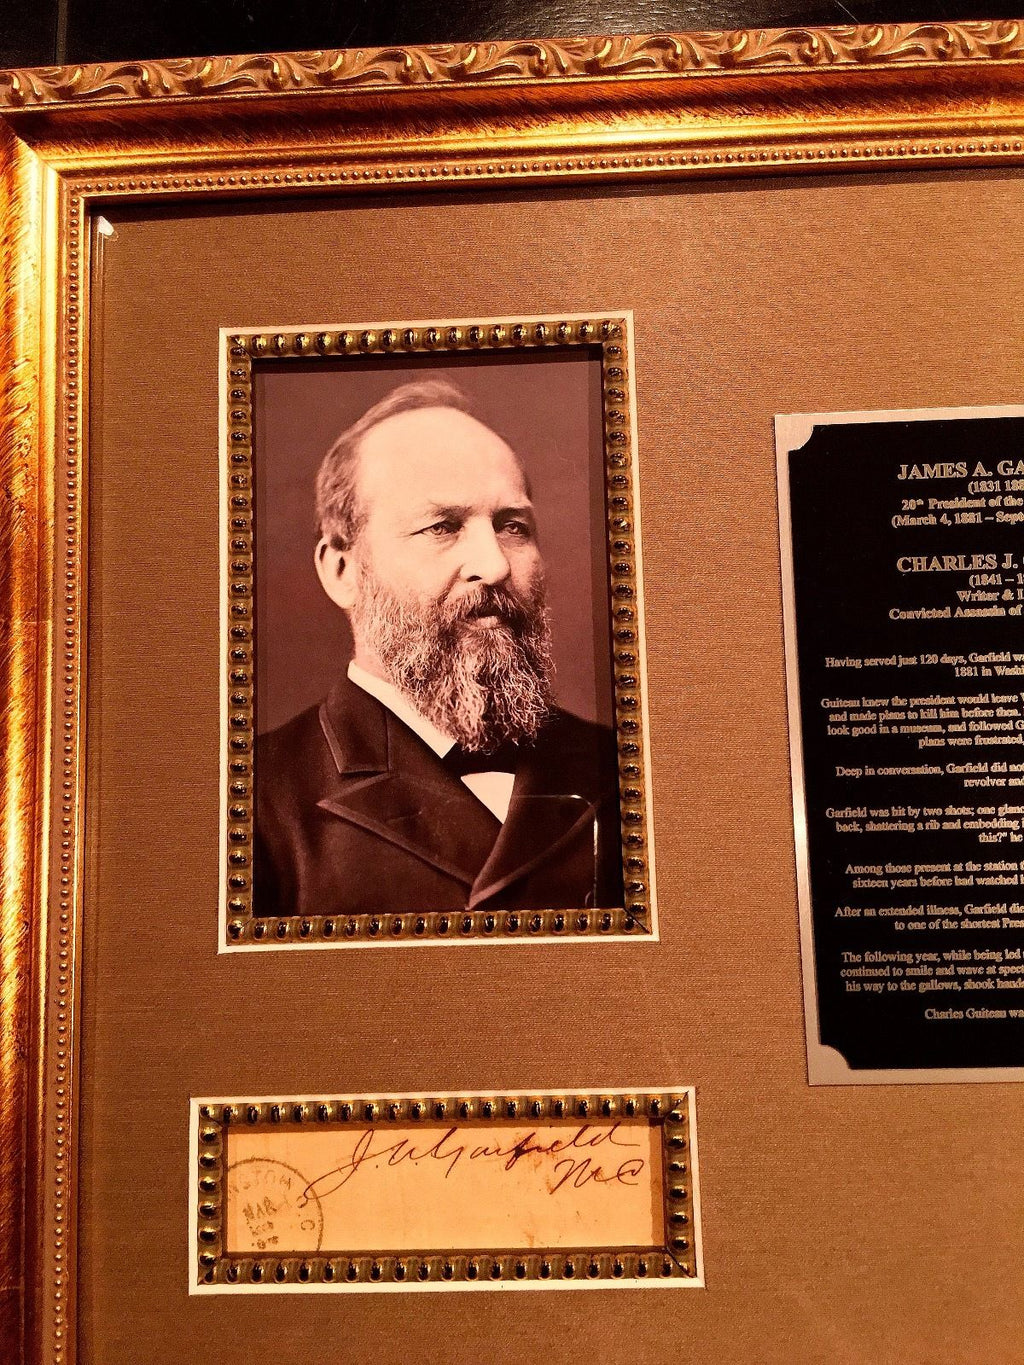 JAMES A. GA
(1831 188
20th President of the
(March 4, 1881 – Sept
CHARLES J.
(1841 – 1
Writer & L
Convicted Assassin of
Having served just 120 days, Garfield wa
1881 in Washi
Guiteau knew the president would leave
and made plans to kill him before then.
look good in a museum, and followed G
plans were frustrated,
Deep in conversation, Garfield did not
revolver and
Garfield was hit by two shots; one glanc
back, shattering a rib and embedding i
this?" he
Among those present at the station t
sixteen years before had watched h
After an extended illness, Garfield die
to one of the shortest Pres
The following year, while being led
continued to smile and wave at spect
his way to the gallows, shook hands
Charles Guiteau wa
J. A. Garfield
M C
NGTON D.C
MAR